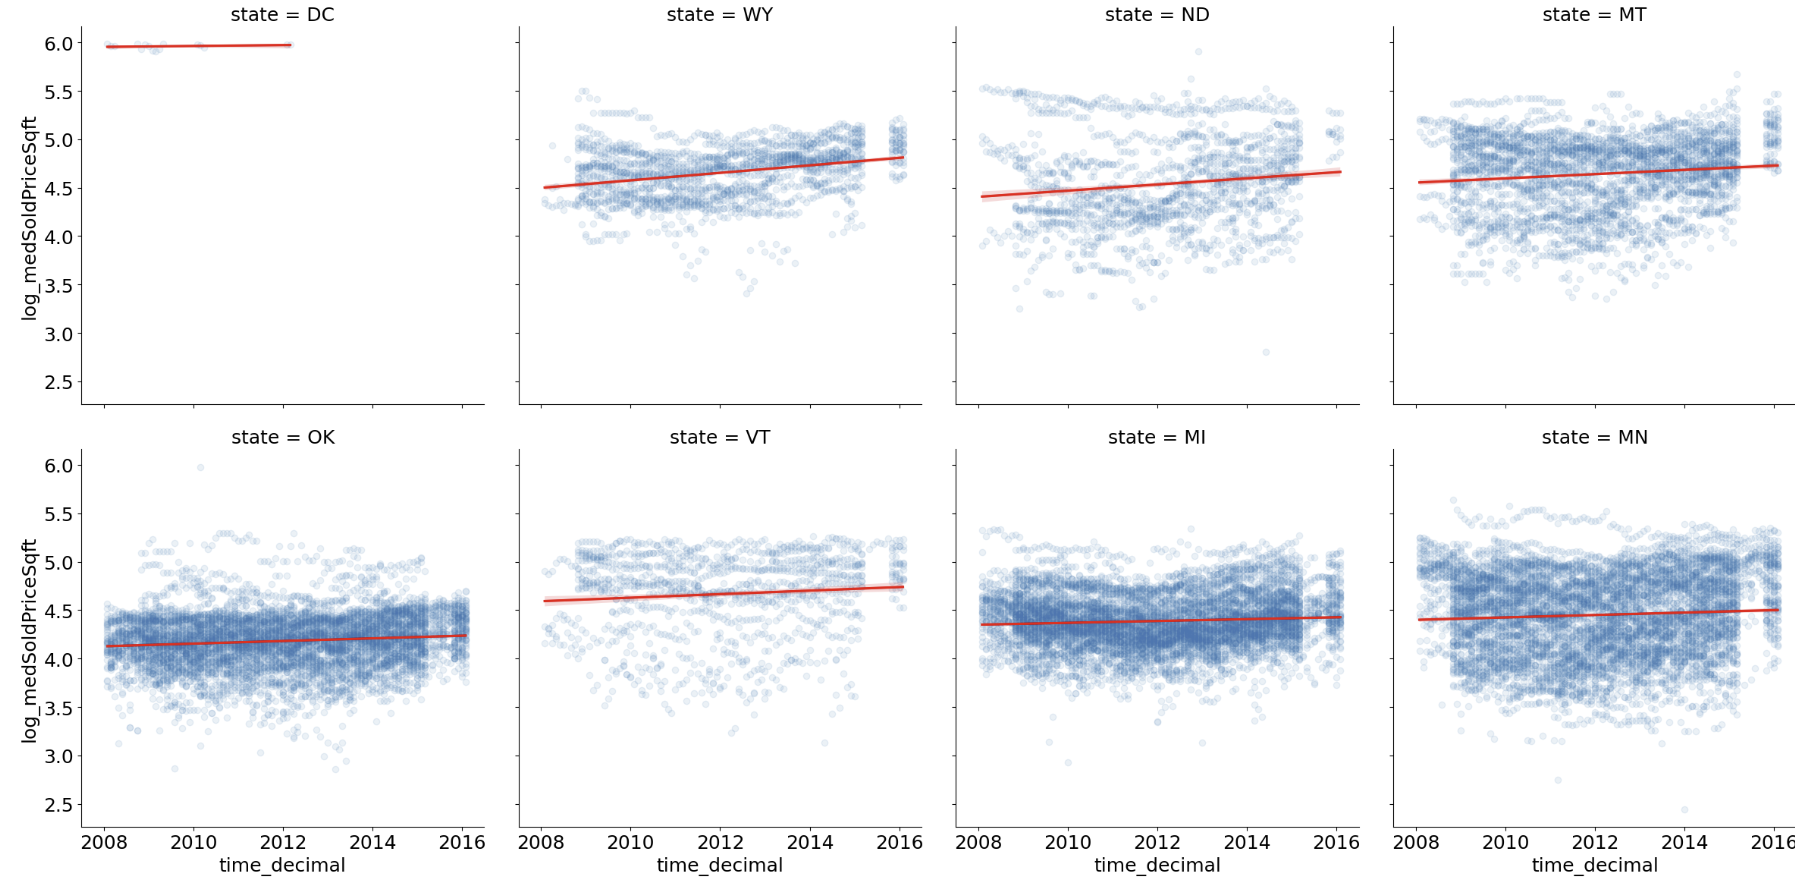 state = DC
state = WY
state = ND
state = MT
log_medSoldPriceSqft
6.0
5.5
5.0
4.5
4.0
3.5
3.0
2.5
state = OK
state = VT
state = MI
state = MN
log_medSoldPriceSqft
6.0
5.5
5.0
4.5
4.0
3.5
3.0
2.5
2008 2010 2012 2014 2016
2008 2010 2012 2014 2016
2008 2010 2012 2014 2016
2008 2010 2012 2014 2016
time_decimal
time_decimal
time_decimal
time_decimal